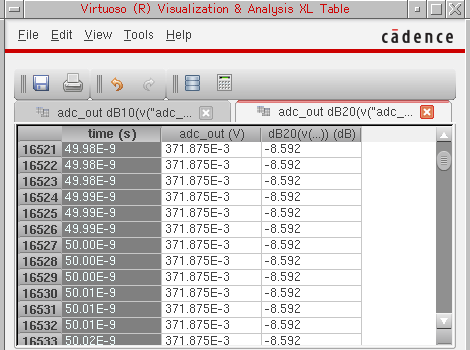 Virtuoso (R) Visualization & Analysis XL Table
File Edit View Tools Help
cādence
adc_out dB10(v("adc_... adc_out dB20(v("adc_...
time (s) adc_out (V) dB20(v(...)) (dB)
16521 49.98E-9 371.875E-3 -8.592
16522 49.98E-9 371.875E-3 -8.592
16523 49.98E-9 371.875E-3 -8.592
16524 49.99E-9 371.875E-3 -8.592
16525 49.99E-9 371.875E-3 -8.592
16526 49.99E-9 371.875E-3 -8.592
16527 50.00E-9 371.875E-3 -8.592
16528 50.00E-9 371.875E-3 -8.592
16529 50.00E-9 371.875E-3 -8.592
16530 50.01E-9 371.875E-3 -8.592
16531 50.01E-9 371.875E-3 -8.592
16532 50.01E-9 371.875E-3 -8.592
16533 50.02E-9 371.875E-3 -8.592